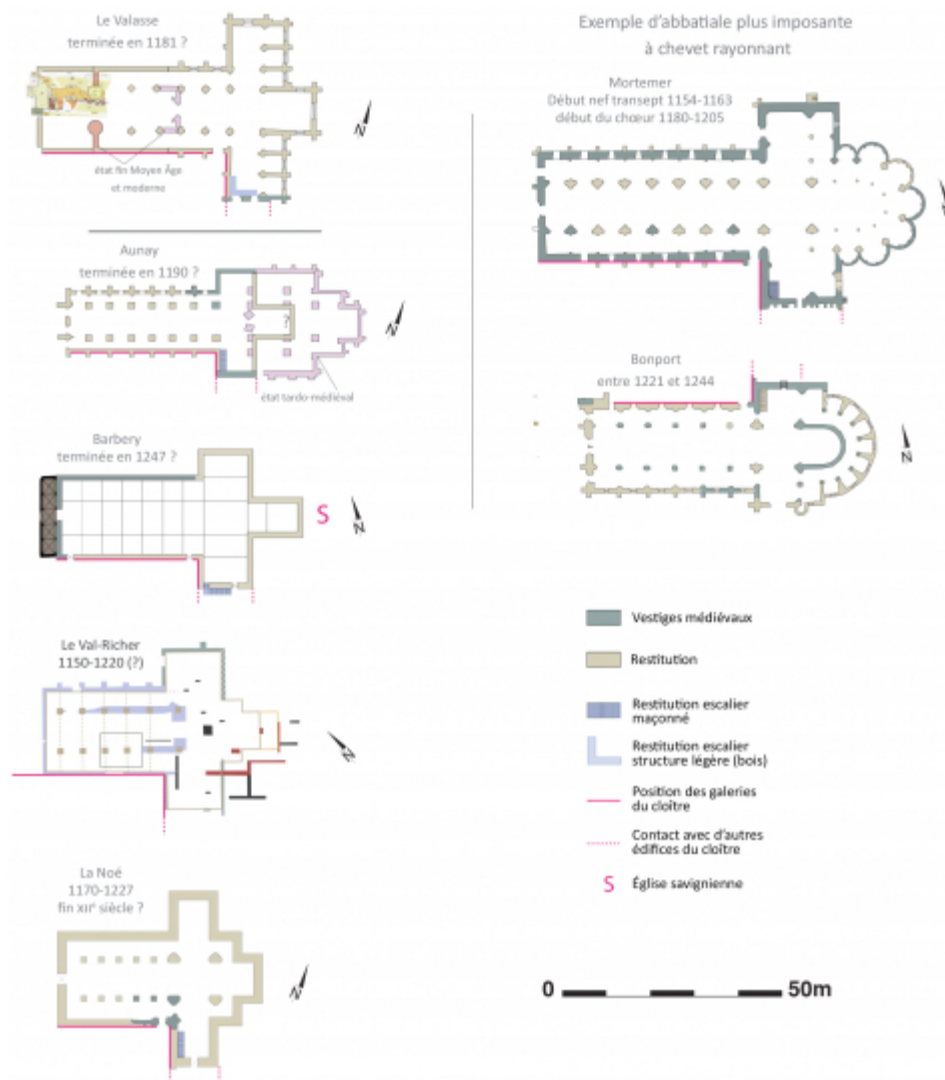 Le Valasse
terminée en 1181 ?
état fin Moyen Âge
et moderne
N
Aunay
terminée en 1190 ?
?
N
état tardo-médiéval
Barbery
terminée en 1247 ?
S
N
Le Val-Richer
1150-1220 (?)
N
La Noé
1170-1227
fin XIIe siècle ?
N
Exemple d'abbatiale plus imposante
à chevet rayonnant
Mortemer
Début nef transept 1154-1163
début du chœur 1180-1205
N
Bonport
entre 1221 et 1244
N
Vestiges médiévaux
Restitution
Restitution escalier
maçonné
Restitution escalier
structure légère (bois)
Position des galeries
du cloître
Contact avec d'autres
édifices du cloître
S Église savignienne
0 50m